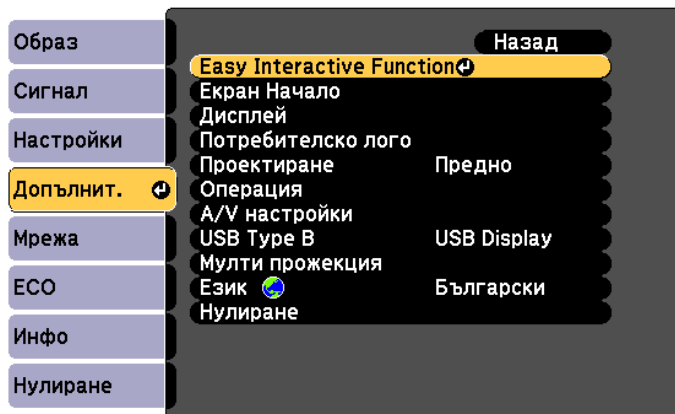 Образ
Сигнал
Настройки
Допълнит.
Мрежа
ECO
Инфо
Нулиране
Назад
Easy Interactive Function
Екран Начало
Дисплей
Потребителско лого
Проектиране Предно
Операция
A/V настройки
USB Type B USB Display
Мулти прожекция
Език Български
Нулиране